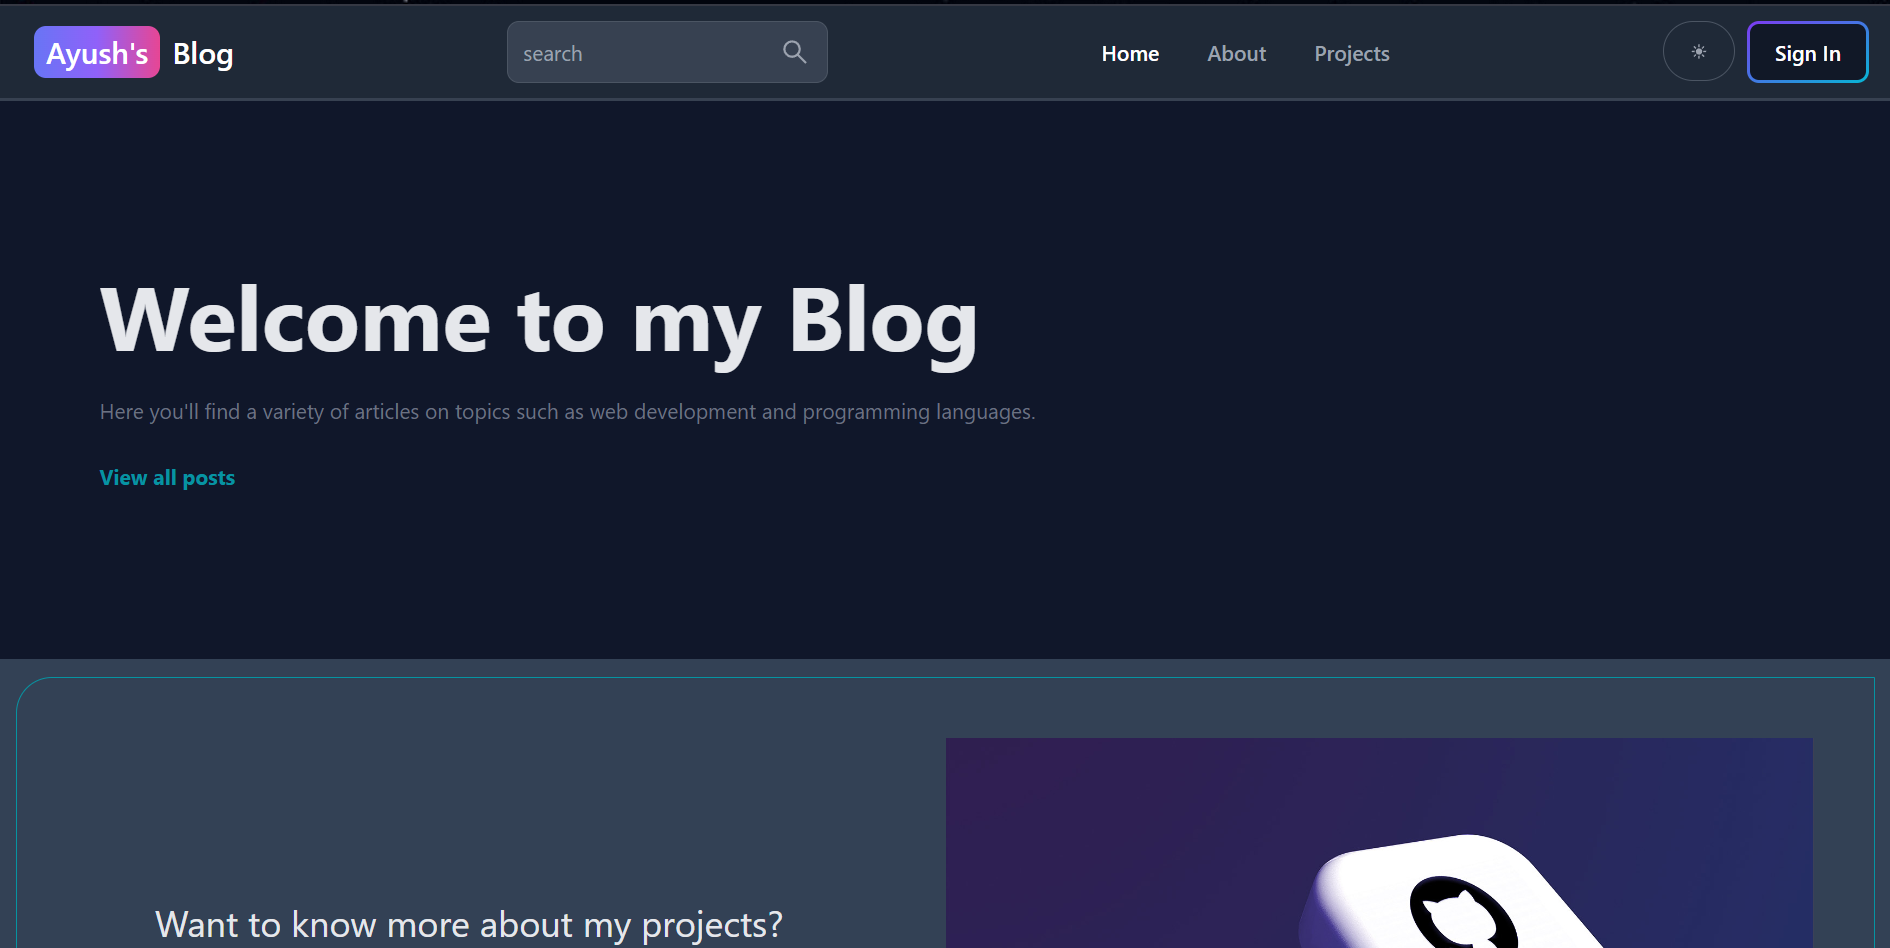 Ayush's Blog
search
Home About Projects
Sign In
Welcome to my Blog
Here you'll find a variety of articles on topics such as web development and programming languages.
View all posts
Want to know more about my projects?